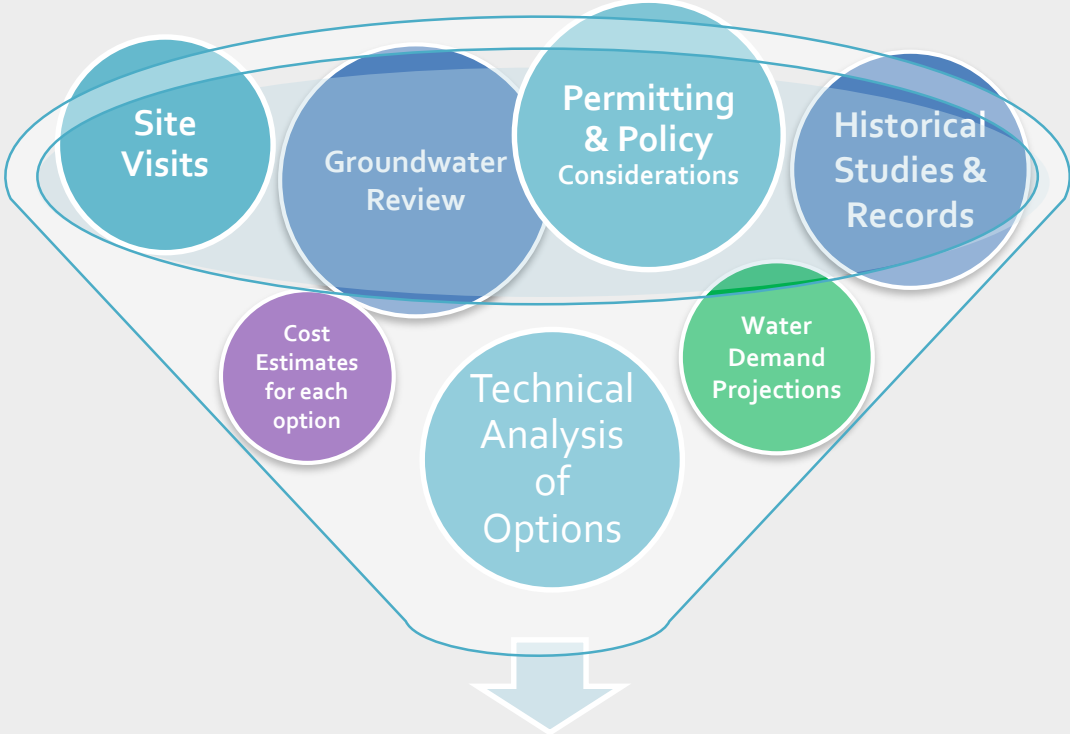 Site
Visits
Groundwater
Review
Permitting
& Policy
Considerations
Historical
Studies &
Records
Cost
Estimates
for each
option
Technical
Analysis
of
Options
Water
Demand
Projections